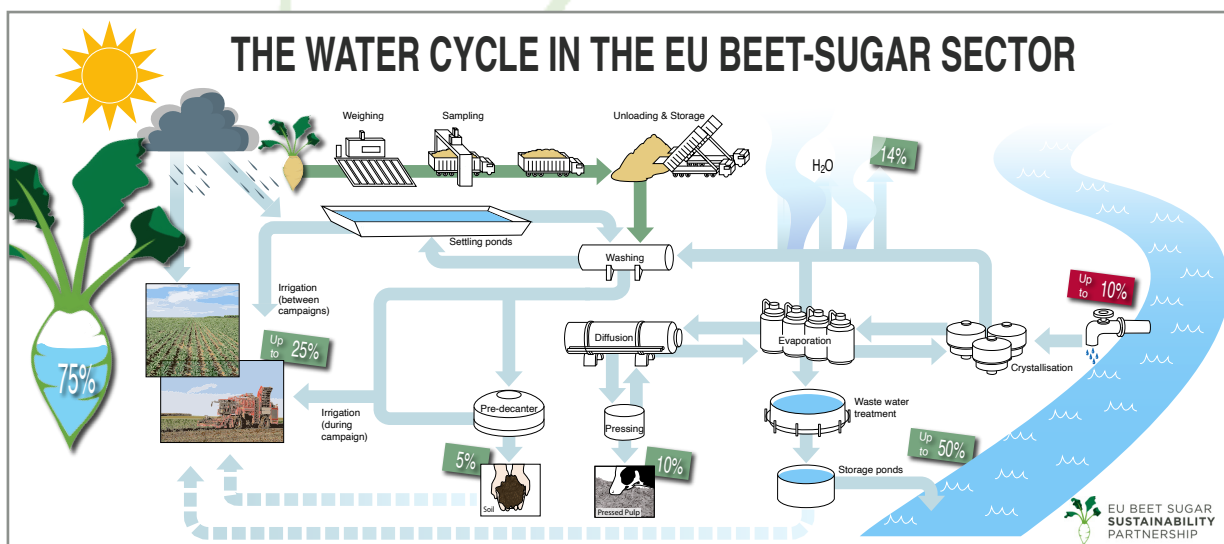 THE WATER CYCLE IN THE EU BEET-SUGAR SECTOR
Weighing
Sampling
Unloading & Storage
H₂O
14%
Settling ponds
Washing
Irrigation
(between
campaigns)
Up
to 25%
75%
Diffusion
Evaporation
Crystallisation
Up
to 10%
Irrigation
(during
campaign)
Pre-decanter
Pressing
Waste water
treatment
5%
10%
Up
to 50%
Storage ponds
Soil
Pressed Pulp
EU BEET SUGAR
SUSTAINABILITY
PARTNERSHIP